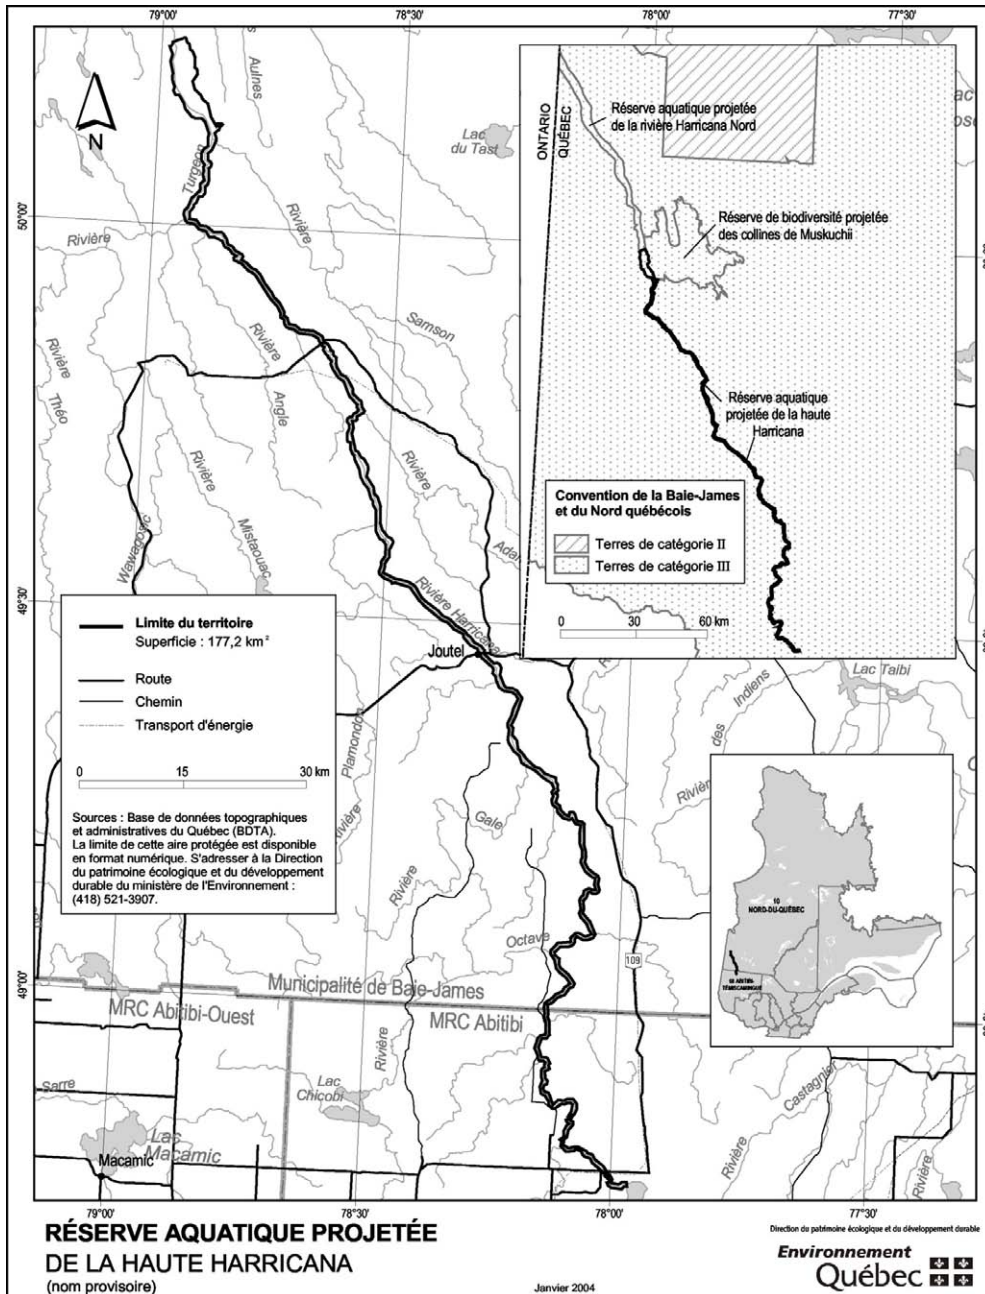 79°00'
78°30'
78°00'
77°30'
N
Aulnes
Lac
du Tast
Turgeon
Rivière
50°00'
Rivière
Samson
Rivière
Théo
Rivière
Angle
Rivière
Mistaouac
Rivière
Wawagosic
Rivière Harricana
Joutel
49°30'
ONTARIO
QUÉBEC
Réserve aquatique projetée
de la rivière Harricana Nord
Réserve de biodiversité projetée
des collines de Muskuchii
Réserve aquatique
projetée de la haute
Harricana
Convention de la Baie-James
et du Nord québécois
Terres de catégorie II
Terres de catégorie III
0 30 60 km
Limite du territoire
Superficie : 177,2 km²
Route
Chemin
Transport d'énergie
0 15 30 km
Sources : Base de données topographiques
et administratives du Québec (BDTA).
La limite de cette aire protégée est disponible
en format numérique. S'adresser à la Direction
du patrimoine écologique et du développement
durable du ministère de l'Environnement :
(418) 521-3907.
Plamondon
Rivière
Gale
Rivière
Octave
109
Lac Taibi
Rivière
des
Indiens
10
NORD-DU-QUÉBEC
08 ABITIBI-
TÉMISCAMINGUE
49°00'
Municipalité de Baie-James
MRC Abitibi-Ouest
MRC Abitibi
Rivière
Lac
Chicobi
Sarre
Lac
Macamic
Macamic
Castagnier
Rivière
Rivière
79°00'
78°30'
78°00'
77°30'
RÉSERVE AQUATIQUE PROJETÉE
DE LA HAUTE HARRICANA
(nom provisoire)
Janvier 2004
Direction du patrimoine écologique et du développement durable
Environnement
Québec